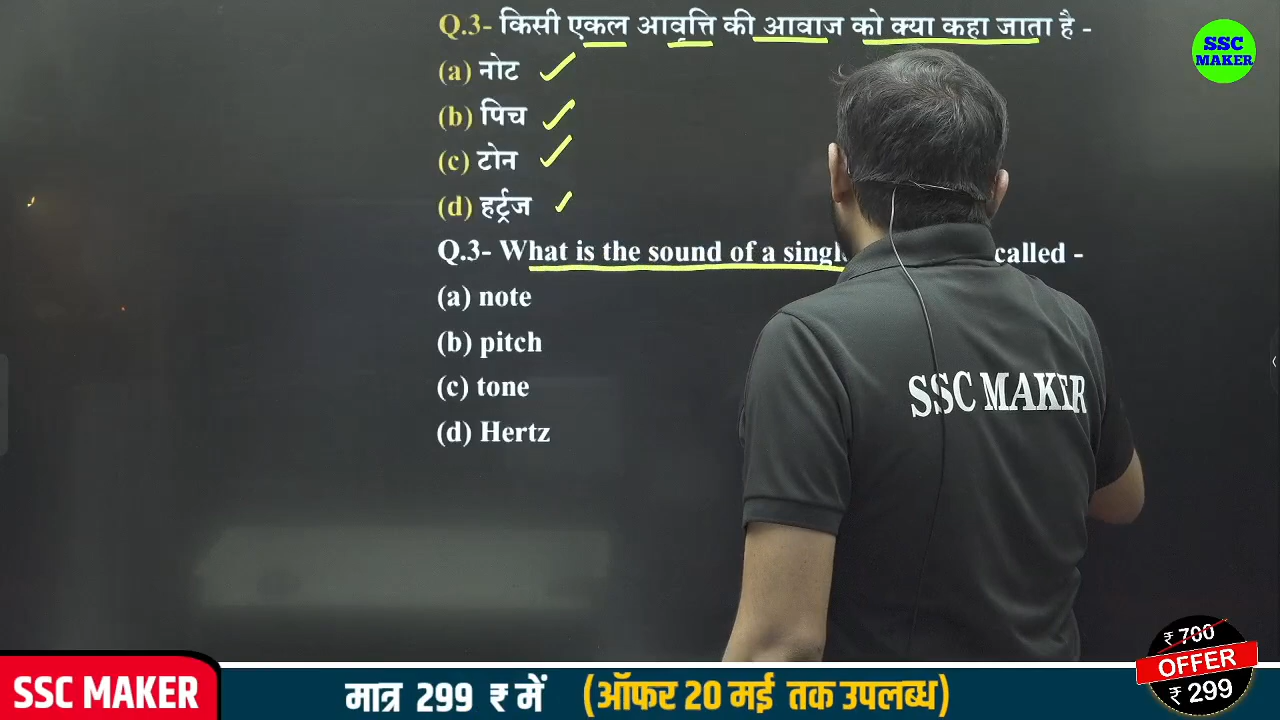 Q.3- किसी एकल आवृत्ति की आवाज को क्या कहा जाता है -
SSC
MAKER
(a) नोट
(b) पिच
(c) टोन
(d) हर्ट्रज
Q.3- What is the sound of a singl called -
(a) note
(b) pitch
(c) tone
(d) Hertz
SSC MAKER
₹ 700
OFFER
₹ 299
SSC MAKER
मात्र 299 ₹ में (ऑफर 20 मई तक उपलब्ध)